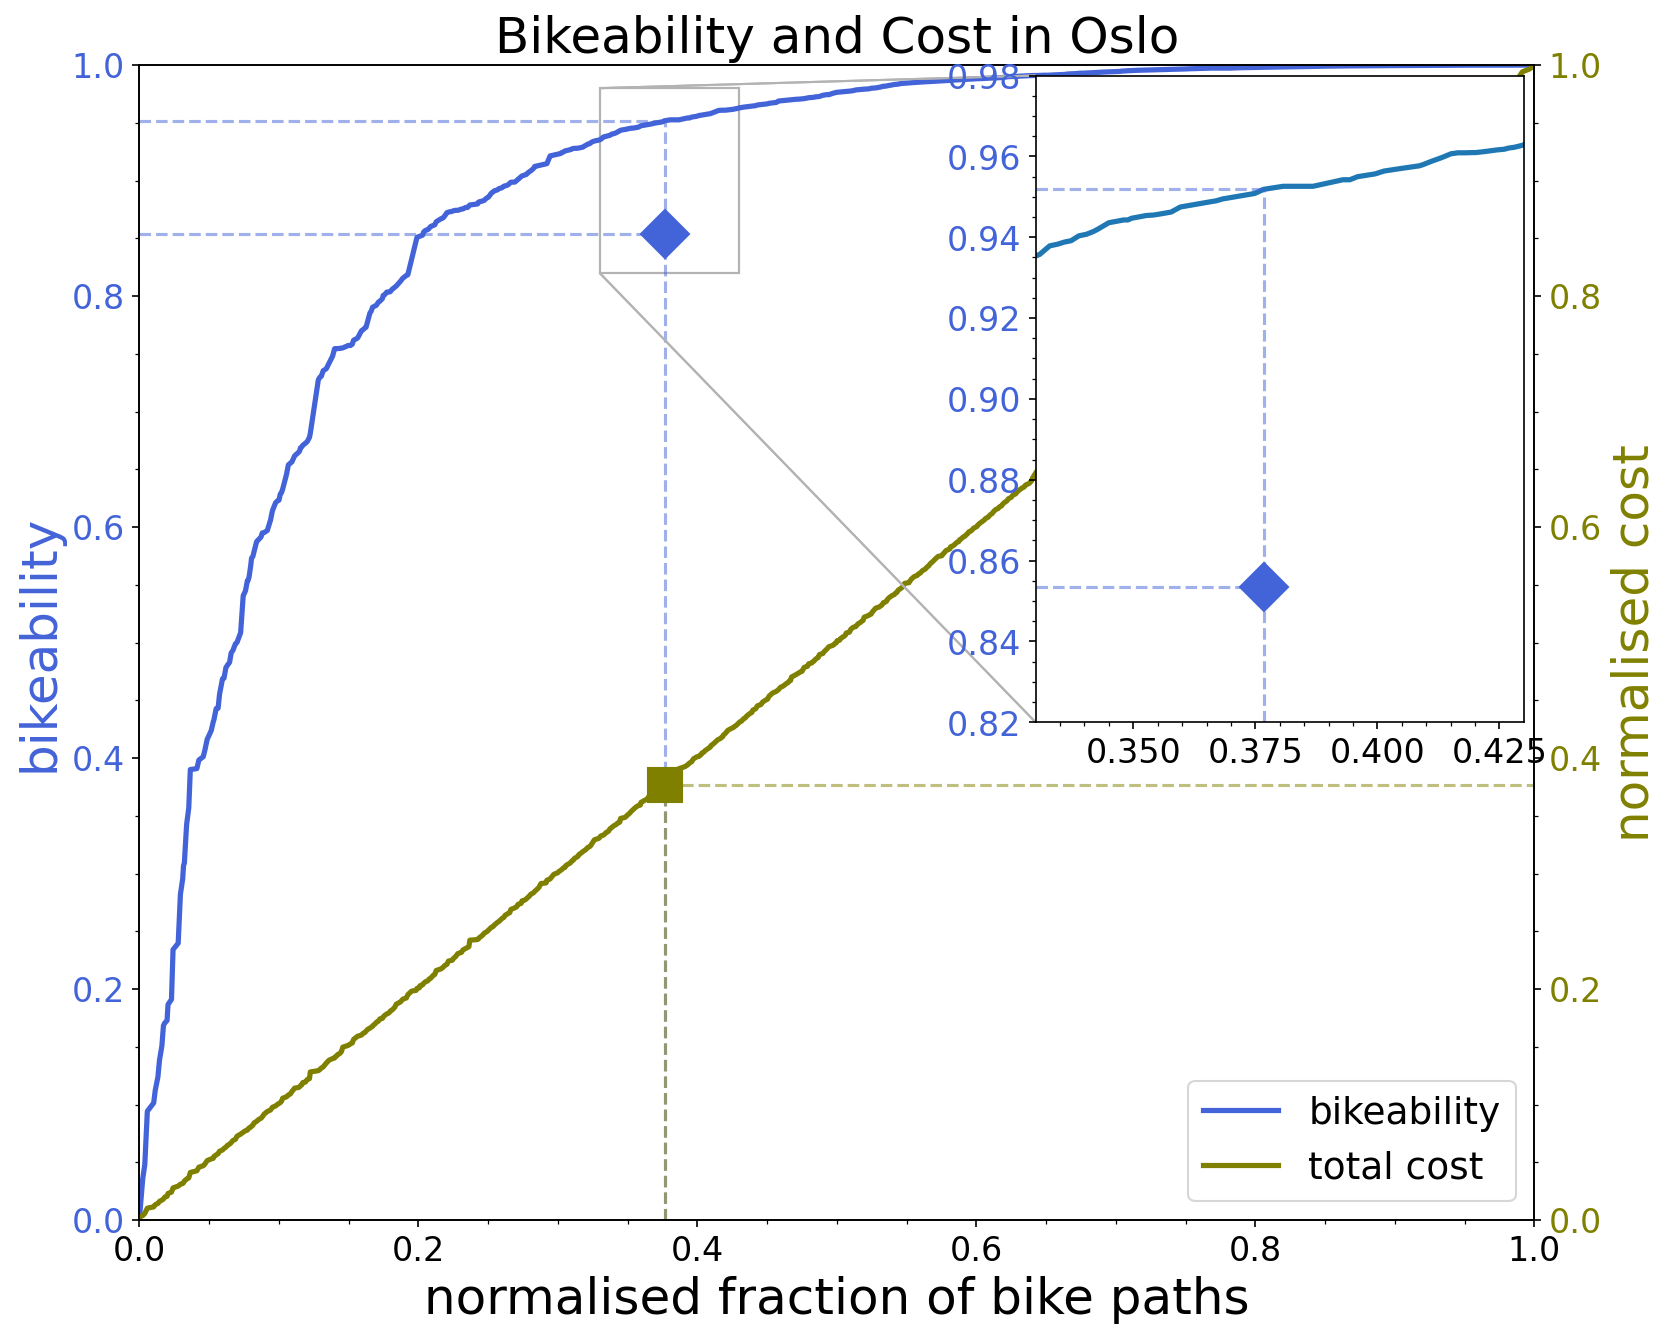 Bikeability and Cost in Oslo
bikeability
1.0
0.8
0.6
0.4
0.2
0.0
0.98
0.96
0.94
0.92
0.90
0.88
0.86
0.84
0.82
0.350 0.375 0.400 0.425
1.0
0.8
0.6
0.4
0.2
0.0
normalised cost
bikeability
total cost
0.0 0.2 0.4 0.6 0.8 1.0
normalised fraction of bike paths